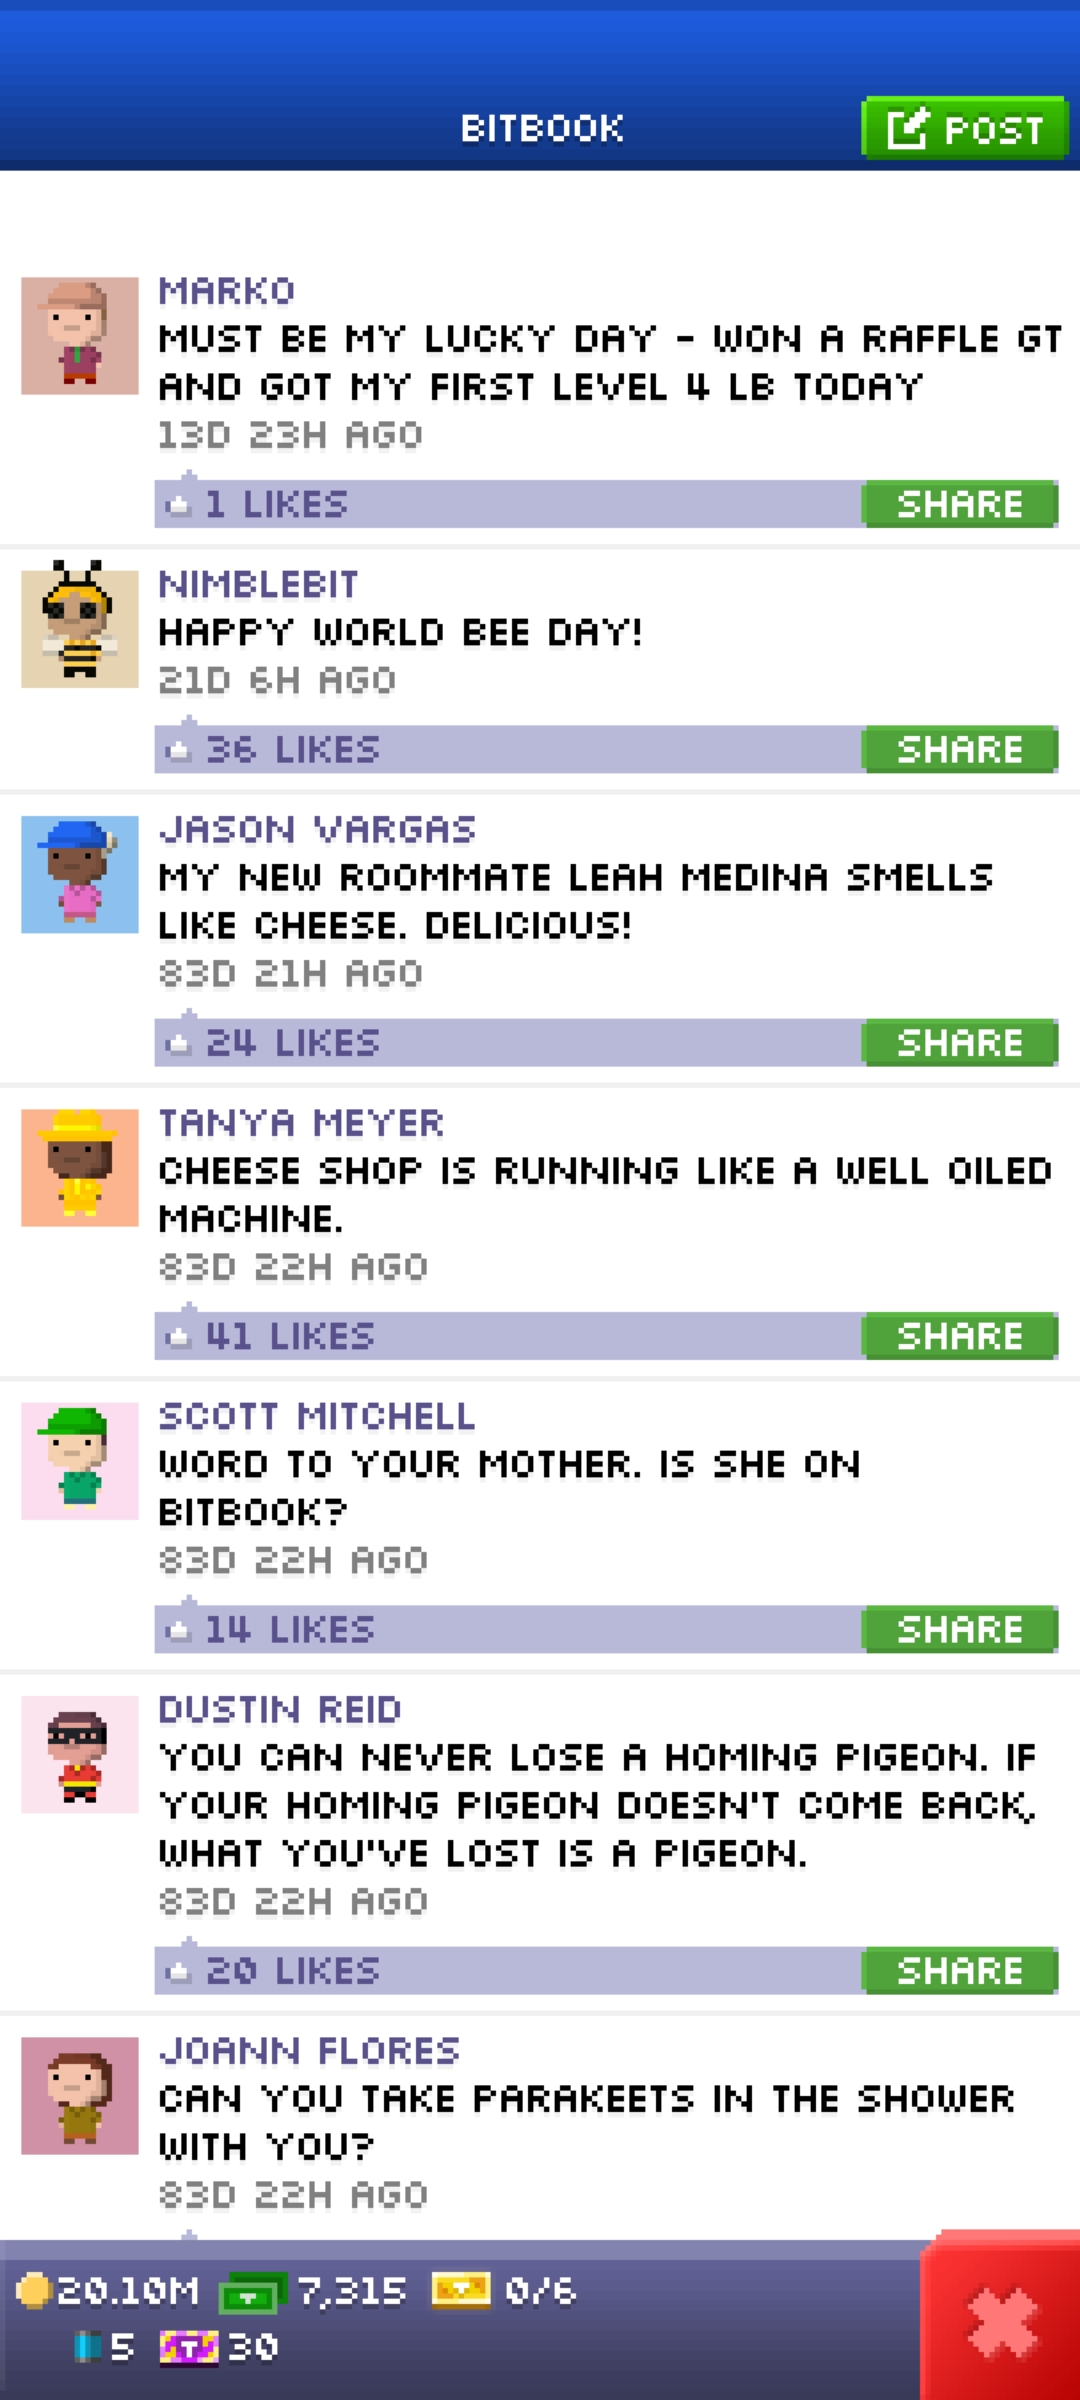 BITBOOK
POST
MARKO
MUST BE MY LUCKY DAY - WON A RAFFLE GT
AND GOT MY FIRST LEVEL 4 LB TODAY
13D 23H AGO
1 LIKES
SHARE
NIMBLEBIT
HAPPY WORLD BEE DAY!
21D 6H AGO
36 LIKES
SHARE
JASON VARGAS
MY NEW ROOMMATE LEAH MEDINA SMELLS
LIKE CHEESE. DELICIOUS!
83D 21H AGO
24 LIKES
SHARE
TANYA MEYER
CHEESE SHOP IS RUNNING LIKE A WELL OILED
MACHINE.
83D 22H AGO
41 LIKES
SHARE
SCOTT MITCHELL
WORD TO YOUR MOTHER. IS SHE ON
BITBOOK?
83D 22H AGO
14 LIKES
SHARE
DUSTIN REID
YOU CAN NEVER LOSE A HOMING PIGEON. IF
YOUR HOMING PIGEON DOESN'T COME BACK,
WHAT YOU'VE LOST IS A PIGEON.
83D 22H AGO
20 LIKES
SHARE
JOANN FLORES
CAN YOU TAKE PARAKEETS IN THE SHOWER
WITH YOU?
83D 22H AGO
20.10M 7,315 0/6
5 T 30